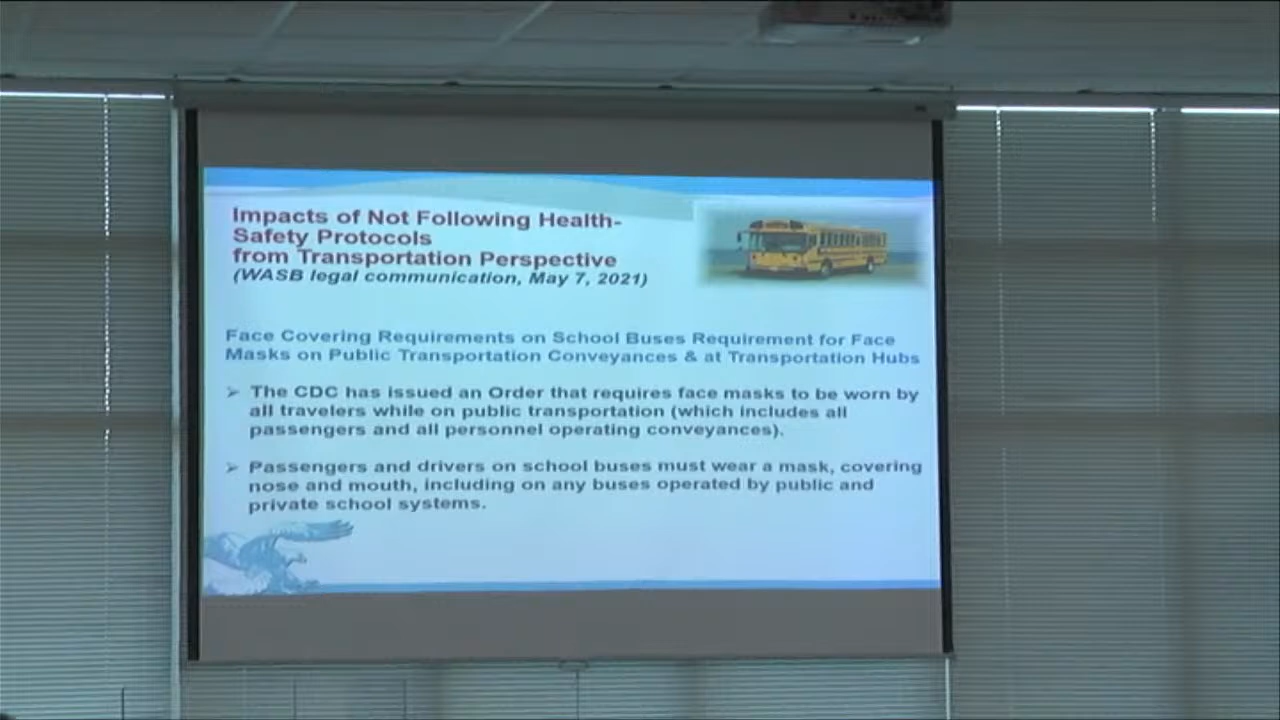 Impacts of Not Following Health-
Safety Protocols
from Transportation Perspective
(WASB legal communication, May 7, 2021)
Face Covering Requirements on School Buses Requirement for Face
Masks on Public Transportation Conveyances & at Transportation Hubs
➢ The CDC has issued an Order that requires face masks to be worn by
all travelers while on public transportation (which includes all
passengers and all personnel operating conveyances).
➢ Passengers and drivers on school buses must wear a mask, covering
nose and mouth, including on any buses operated by public and
private school systems.